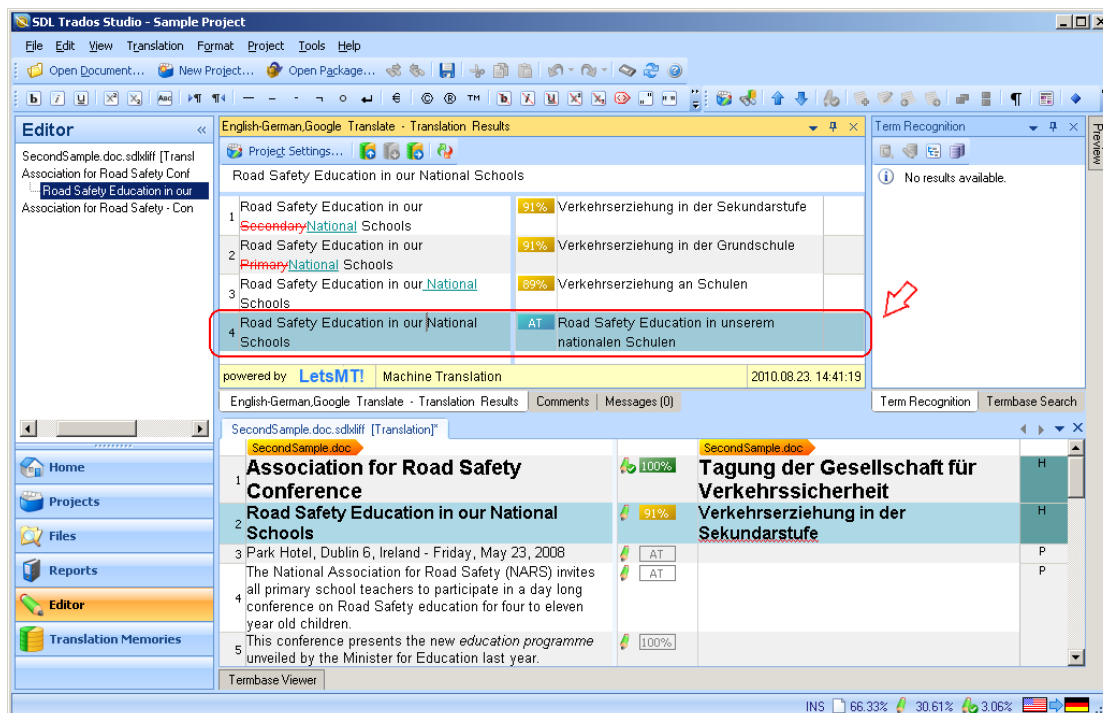 SDL Trados Studio - Sample Project
File Edit View Translation Format Project Tools Help
Open Document... New Project... Open Package...
Editor
SecondSample.doc.sdlxliff [Transl
Association for Road Safety Conf
Road Safety Education in our
Association for Road Safety - Con
Home
Projects
Files
Reports
Editor
Translation Memories
English-German,Google Translate - Translation Results
Project Settings...
Road Safety Education in our National Schools
1 Road Safety Education in our 91% Verkehrserziehung in der Sekundarstufe
SecondaryNational Schools
2 Road Safety Education in our 91% Verkehrserziehung in der Grundschule
PrimaryNational Schools
3 Road Safety Education in our National 89% Verkehrserziehung an Schulen
Schools
4 Road Safety Education in our National AT Road Safety Education in unserem
Schools nationalen Schulen
powered by LetsMT! Machine Translation 2010.08.23. 14:41:19
English-German,Google Translate - Translation Results Comments Messages (0)
Term Recognition
No results available.
Term Recognition Termbase Search
Preview
SecondSample.doc.sdlxliff [Translation]*
SecondSample.doc SecondSample.doc
1 Association for Road Safety 100% Tagung der Gesellschaft für H
Conference Verkehrssicherheit
2 Road Safety Education in our National 91% Verkehrserziehung in der H
Schools Sekundarstufe
3 Park Hotel, Dublin 6, Ireland - Friday, May 23, 2008 AT P
4 The National Association for Road Safety (NARS) invites AT P
all primary school teachers to participate in a day long
conference on Road Safety education for four to eleven
year old children.
5 This conference presents the new education programme 100%
unveiled by the Minister for Education last year.
Termbase Viewer
INS 66.33% 30.61% 3.06%